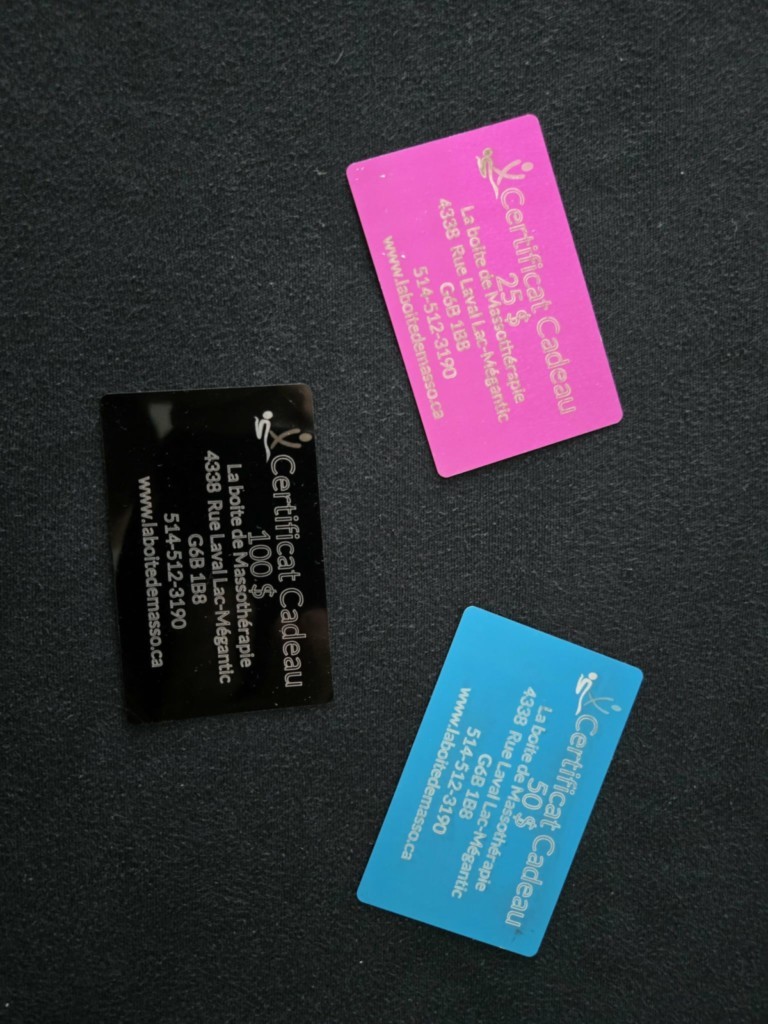 Certificat Cadeau
25 $
La boite de Massothérapie
4338 Rue Laval Lac-Mégantic
G6B 1B8
514-512-3190
www.laboitedemasso.ca
Certificat Cadeau
100 $
La boite de Massothérapie
4338 Rue Laval Lac-Mégantic
G6B 1B8
514-512-3190
www.laboitedemasso.ca
Certificat Cadeau
50 $
La boite de Massothérapie
4338 Rue Laval Lac-Mégantic
G6B 1B8
514-512-3190
www.laboitedemasso.ca